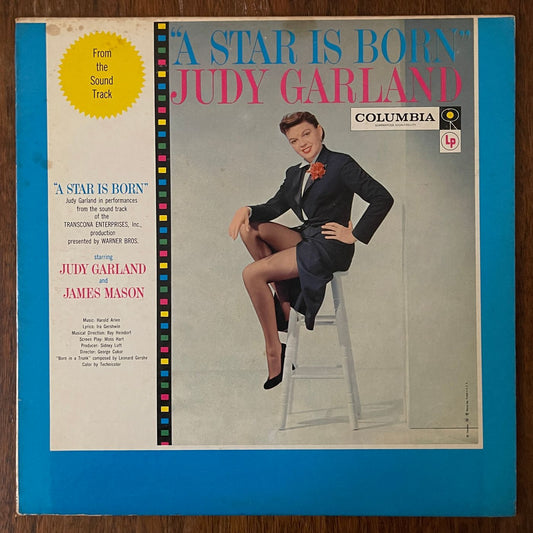 From
the
Sound
Track
"A STAR IS BORN"
JUDY GARLAND
COLUMBIA
Lp
"A STAR IS BORN"
Judy Garland in performances
from the sound track
of the
TRANSCONA ENTERPRISES, Inc.,
production
presented by WARNER BROS.
starring
JUDY GARLAND
and
JAMES MASON
Music: Harold Arlen
Lyrics: Ira Gershwin
Musical Direction: Ray Heindorf
Screen Play: Moss Hart
Producer: Sidney Luft
Director: George Cukor
"Born in a Trunk" composed by Leonard Gershe
Color by Technicolor